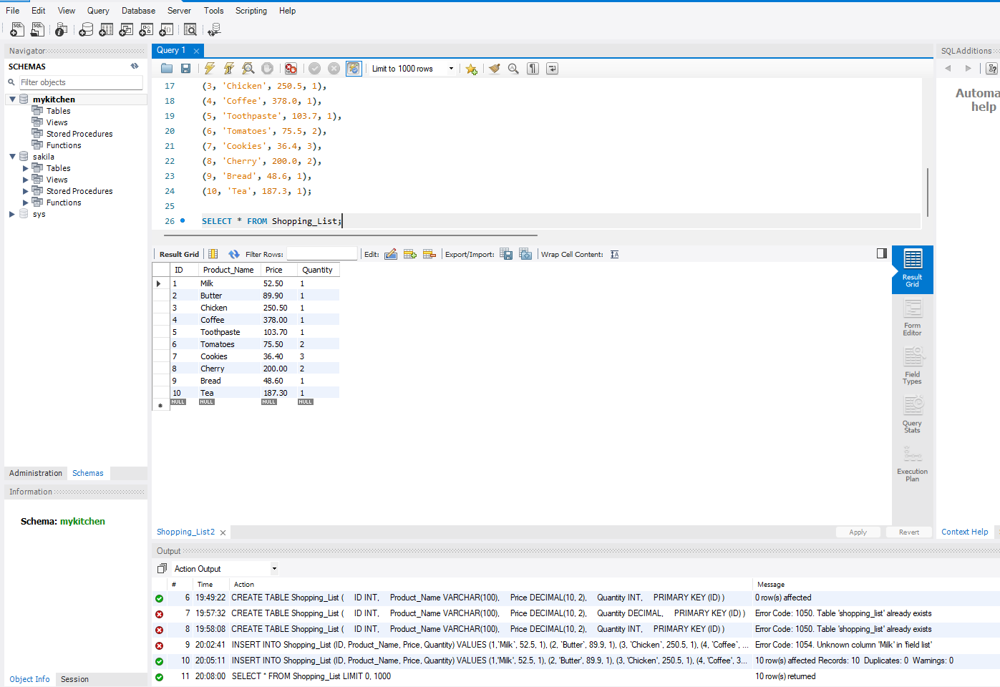 File Edit View Query Database Server Tools Scripting Help
Navigator
SCHEMAS
Filter objects
mykitchen
Tables
Views
Stored Procedures
Functions
sakila
Tables
Views
Stored Procedures
Functions
sys
Administration Schemas
Information
Schema: mykitchen
Object Info Session
Query 1
Limit to 1000 rows
17 (3, 'Chicken', 250.5, 1),
18 (4, 'Coffee', 378.0, 1),
19 (5, 'Toothpaste', 103.7, 1),
20 (6, 'Tomatoes', 75.5, 2),
21 (7, 'Cookies', 36.4, 3),
22 (8, 'Cherry', 200.0, 2),
23 (9, 'Bread', 48.6, 1),
24 (10, 'Tea', 187.3, 1);
25
26 SELECT * FROM Shopping_List;
Result Grid Filter Rows: Edit: Export/Import: Wrap Cell Content:
ID Product_Name Price Quantity
1 Milk 52.50 1
2 Butter 89.90 1
3 Chicken 250.50 1
4 Coffee 378.00 1
5 Toothpaste 103.70 1
6 Tomatoes 75.50 2
7 Cookies 36.40 3
8 Cherry 200.00 2
9 Bread 48.60 1
10 Tea 187.30 1
NULL NULL NULL NULL
Result
Grid
Form
Editor
Field
Types
Query
Stats
Execution
Plan
Shopping_List2
Apply Revert
SQLAdditions
Automa
help
Context Help
Output
Action Output
# Time Action Message
6 19:49:22 CREATE TABLE Shopping_List ( ID INT, Product_Name VARCHAR(100), Price DECIMAL(10, 2), Quantity INT, PRIMARY KEY (ID) ) 0 row(s) affected
7 19:57:32 CREATE TABLE Shopping_List ( ID INT, Product_Name VARCHAR(100), Price DECIMAL(10, 2), Quantity DECIMAL, PRIMARY KEY (ID) ) Error Code: 1050. Table 'shopping_list' already exists
8 19:58:08 CREATE TABLE Shopping_List ( ID INT, Product_Name VARCHAR(100), Price DECIMAL(10, 2), Quantity INT, PRIMARY KEY (ID) ) Error Code: 1050. Table 'shopping_list' already exists
9 20:02:41 INSERT INTO Shopping_List (ID, Product_Name, Price, Quantity) VALUES (1,`Milk`, 52.5, 1), (2, `Butter`, 89.9, 1), (3, `Chicken`, 250.5, 1), (4, `Coffee`, ... Error Code: 1054. Unknown column 'Milk' in 'field list'
10 20:05:11 INSERT INTO Shopping_List (ID, Product_Name, Price, Quantity) VALUES (1,'Milk', 52.5, 1), (2, 'Butter', 89.9, 1), (3, 'Chicken', 250.5, 1), (4, 'Coffee', 3... 10 row(s) affected Records: 10 Duplicates: 0 Warnings: 0
11 20:08:00 SELECT * FROM Shopping_List LIMIT 0, 1000 10 row(s) returned